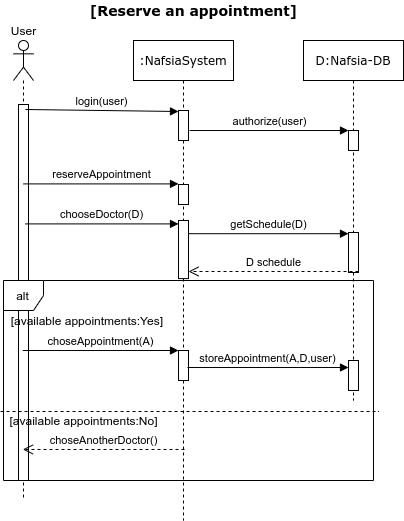 [Reserve an appointment]
User
:NafsiaSystem
D:Nafsia-DB
login(user)
authorize(user)
reserveAppointment
chooseDoctor(D)
getSchedule(D)
D schedule
alt
[available appointments:Yes]
choseAppointment(A)
storeAppointment(A,D,user)
[available appointments:No]
choseAnotherDoctor()